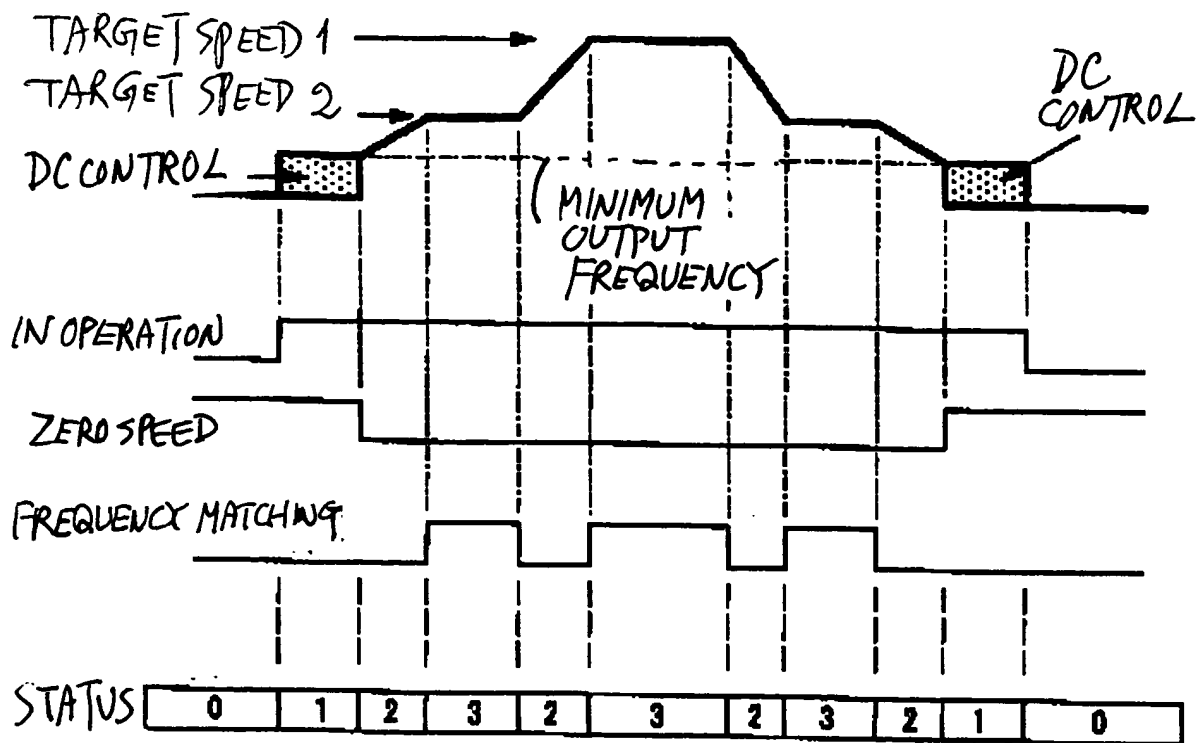 TARGET SPEED 1
TARGET SPEED 2
DC CONTROL
DC
CONTROL
MINIMUM
OUTPUT
FREQUENCY
IN OPERATION
ZERO SPEED
FREQUENCY MATCHING
STATUS 0 1 2 3 2 3 2 3 2 1 0